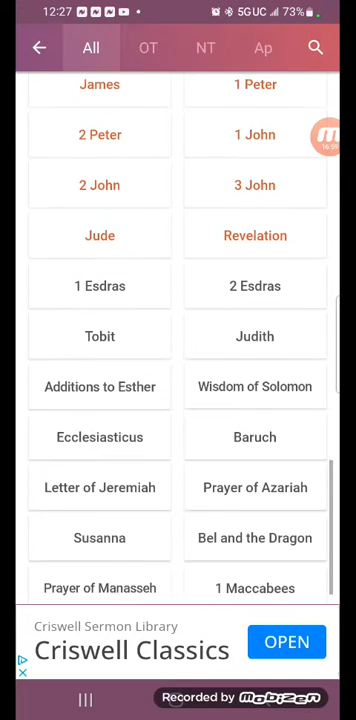 12:27 5GUC 73%
All OT NT Ap
James 1 Peter
2 Peter 1 John
2 John 3 John
Jude Revelation
1 Esdras 2 Esdras
Tobit Judith
Additions to Esther Wisdom of Solomon
Ecclesiasticus Baruch
Letter of Jeremiah Prayer of Azariah
Susanna Bel and the Dragon
Prayer of Manasseh 1 Maccabees
Criswell Sermon Library
Criswell Classics OPEN
Recorded by mobizen